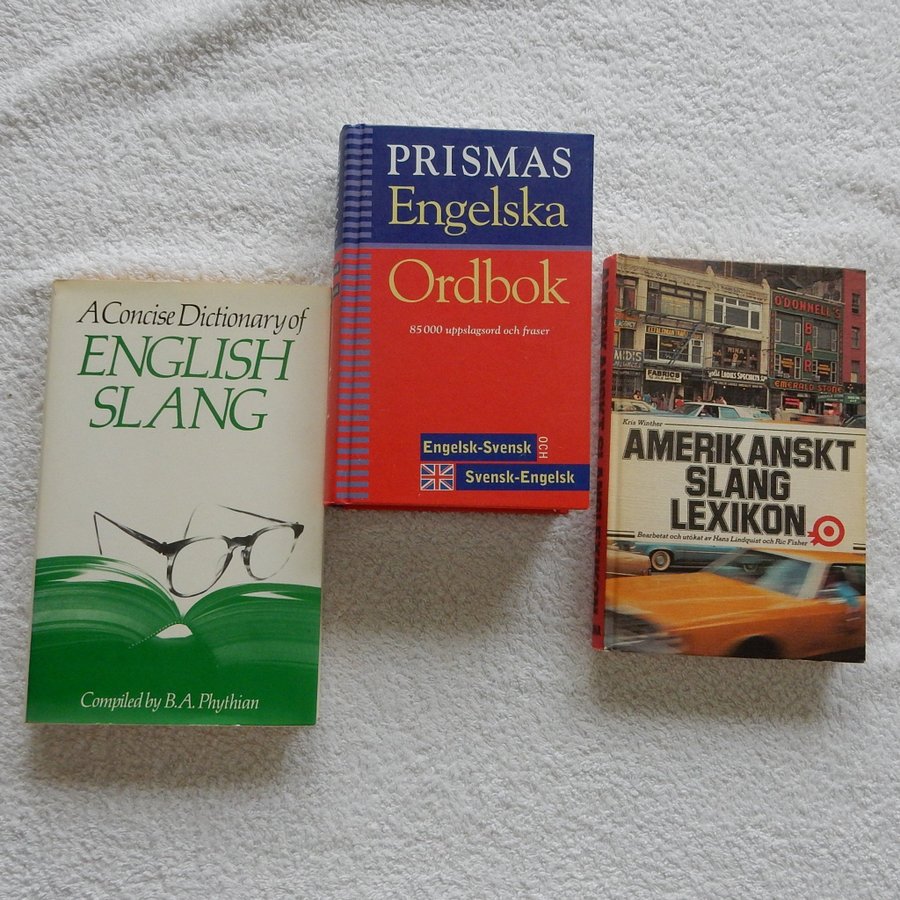 A Concise Dictionary of
ENGLISH
SLANG
Compiled by B.A. Phythian
PRISMAS
Engelska
Ordbok
85 000 uppslagsord och fraser
Engelsk-Svensk
OCH
Svensk-Engelsk
O'DONNELL'S
BAR
EMERALD STONE
FABRICS
Kris Winther
AMERIKANSKT
SLANG
LEXIKON
Bearbetat och utökat av Hans Lindquist och Ric Fisher